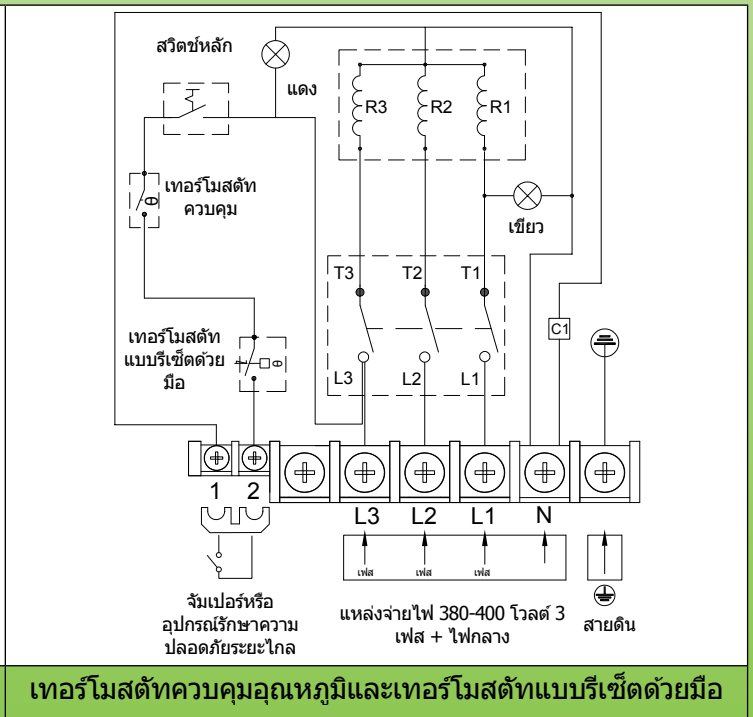 สวิตช์หลัก
แดง
R3
R2
R1
เทอร์โมสตัท
ควบคุม
θ
เขียว
T3
T2
T1
C1
เทอร์โมสตัท
แบบรีเซ็ตด้วย
มือ
θ
L3
L2
L1
1
2
L3
L2
L1
N
เฟส
เฟส
เฟส
จัมเปอร์หรือ
อุปกรณ์รักษาความ
ปลอดภัยระยะไกล
แหล่งจ่ายไฟ 380-400 โวลต์ 3
เฟส + ไฟกลาง
สายดิน
เทอร์โมสตัทควบคุมอุณหภูมิและเทอร์โมสตัทแบบรีเซ็ตด้วยมือ